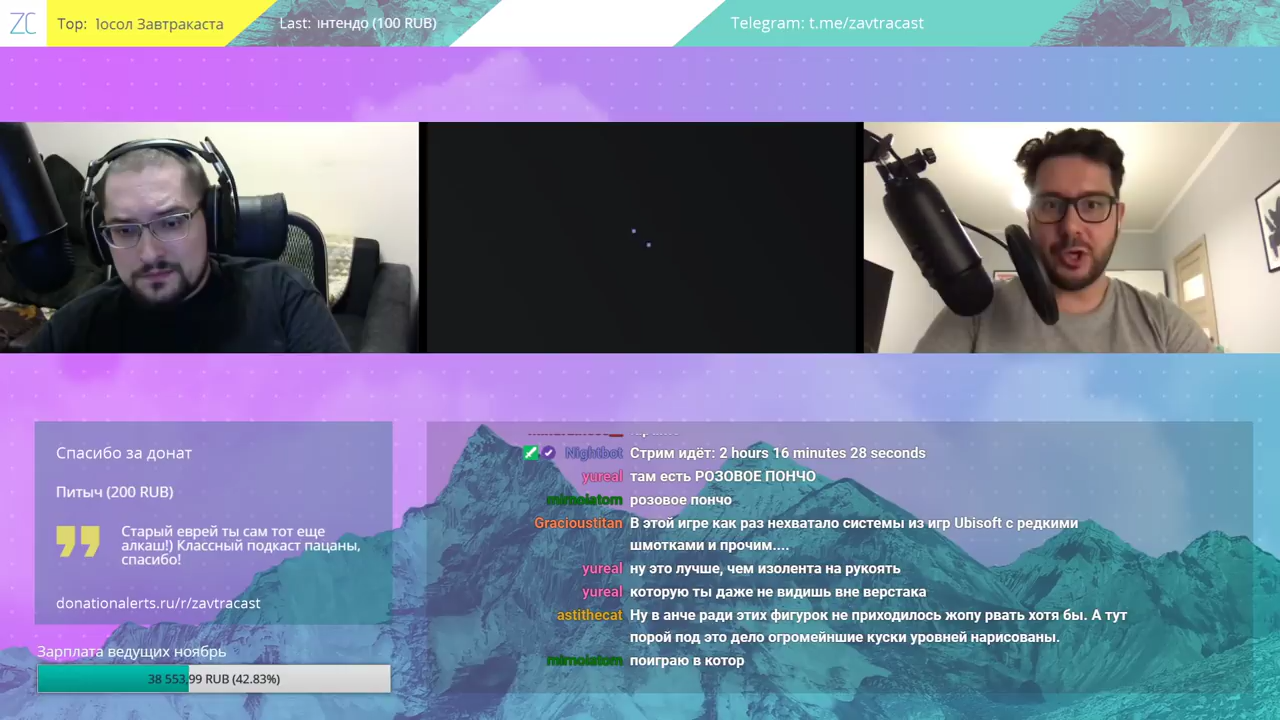 ZC
Top: Посол Завтракаста
Last: інтендо (100 RUB)
Telegram: t.me/zavtracast
Спасибо за донат
Питыч (200 RUB)
Старый еврей ты сам тот еще
алкаш!) Классный подкаст пацаны,
спасибо!
donationalerts.ru/r/zavtracast
Зарплата ведущих ноябрь
38 553,99 RUB (42.83%)
Nightbot Стрим идёт: 2 hours 16 minutes 28 seconds
yureal там есть РОЗОВОЕ ПОНЧО
mimolatom розовое пончо
Gracioustitan В этой игре как раз нехватало системы из игр Ubisoft с редкими
шмотками и прочим....
yureal ну это лучше, чем изолента на рукоять
yureal которую ты даже не видишь вне верстака
astithecat Ну в анче ради этих фигурок не приходилось жопу рвать хотя бы. А тут
порой под это дело огромейншие куски уровней нарисованы.
mimolatom поиграю в котор